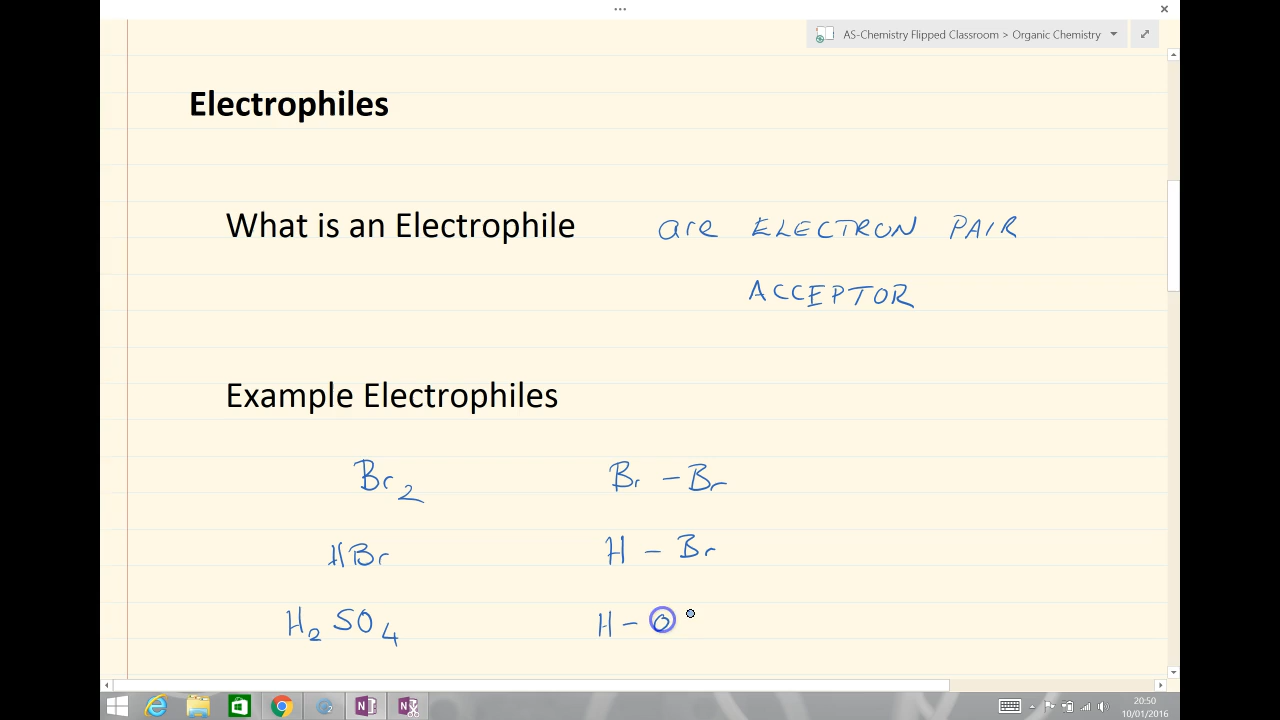 ...
AS-Chemistry Flipped Classroom > Organic Chemistry
Electrophiles
What is an Electrophile are ELECTRON PAIR
ACCEPTOR
Example Electrophiles
Br2 Br - Br
HBr H - Br
H2SO4 H - O
20:50
10/01/2016